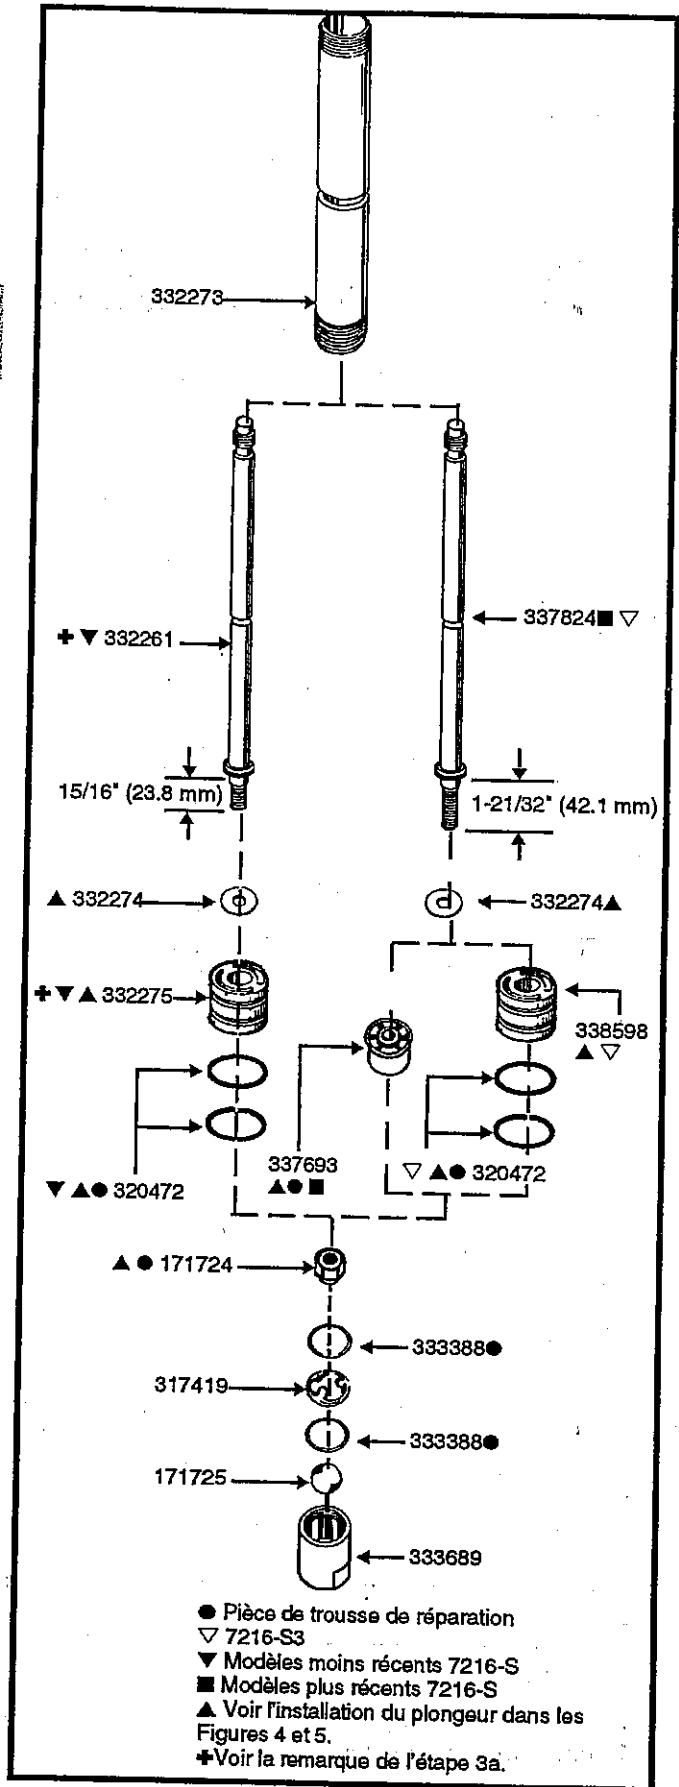 332273
337824■ ▽
✚ ▼ 332261
15/16" (23.8 mm)
1-21/32" (42.1 mm)
▲ 332274
332274▲
✚ ▼ ▲ 332275
338598
▲ ▽
337693
▲● ■
▼ ▲● 320472
▽ ▲● 320472
▲ ● 171724
333388●
317419
333388●
171725
333689
● Pièce de trousse de réparation
▽ 7216-S3
▼ Modèles moins récents 7216-S
■ Modèles plus récents 7216-S
▲ Voir l'installation du plongeur dans les
Figures 4 et 5.
✚Voir la remarque de l'étape 3a.